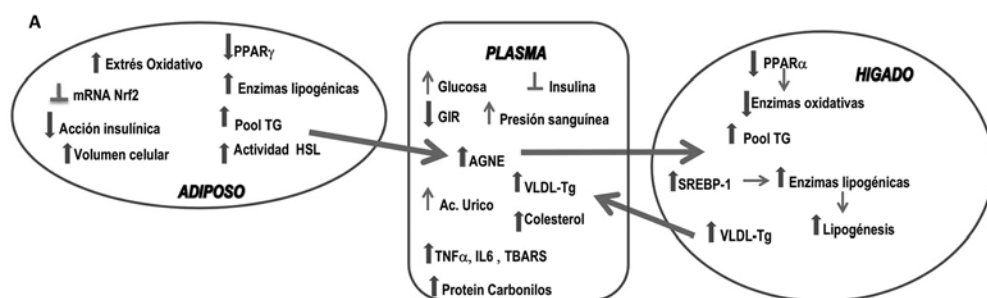 A
Extrés Oxidativo
mRNA Nrf2
Acción insulínica
Volumen celular
PPARγ
Enzimas lipogénicas
Pool TG
Actividad HSL
ADIPOSO
PLASMA
Glucosa
Insulina
GIR
Presión sanguínea
AGNE
VLDL-Tg
Ac. Urico
Colesterol
TNFα, IL6 , TBARS
Protein Carbonilos
HIGADO
PPARα
Enzimas oxidativas
Pool TG
SREBP-1
Enzimas lipogénicas
Lipogénesis
VLDL-Tg